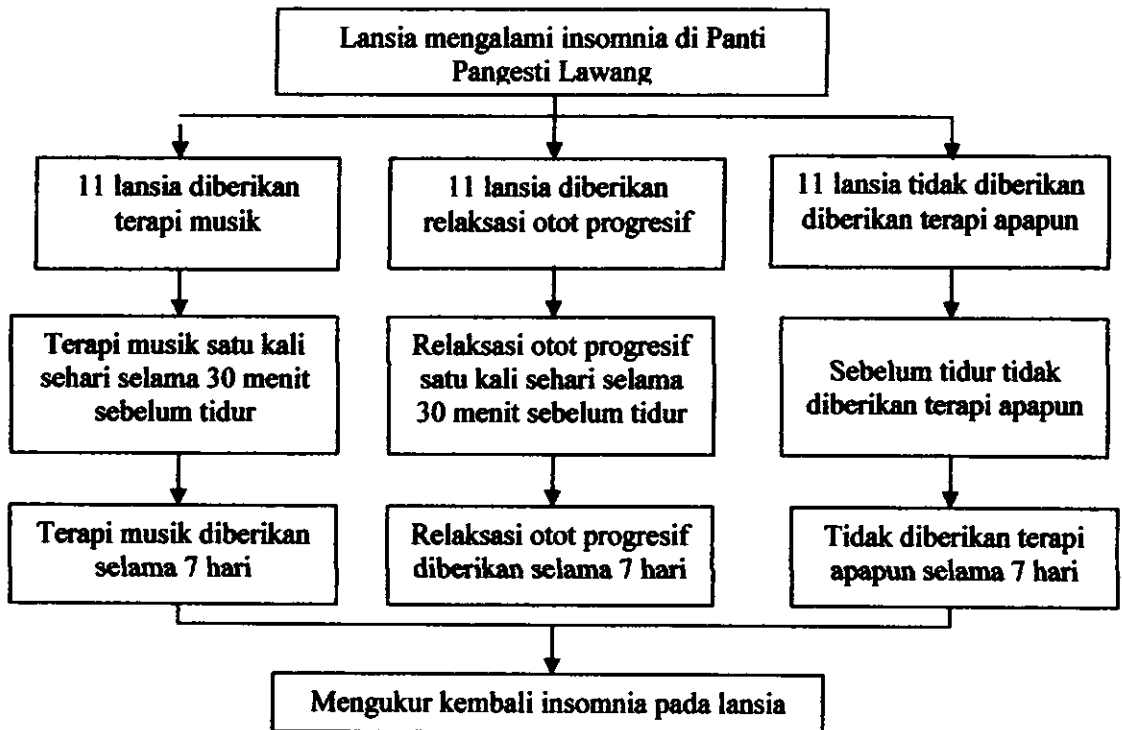 Lansia mengalami insomnia di Panti
Pangesti Lawang
11 lansia diberikan
terapi musik
11 lansia diberikan
relaksasi otot progresif
11 lansia tidak diberikan
diberikan terapi apapun
Terapi musik satu kali
sehari selama 30 menit
sebelum tidur
Relaksasi otot progresif
satu kali sehari selama
30 menit sebelum tidur
Sebelum tidur tidak
diberikan terapi apapun
Terapi musik diberikan
selama 7 hari
Relaksasi otot progresif
diberikan selama 7 hari
Tidak diberikan terapi
apapun selama 7 hari
Mengukur kembali insomnia pada lansia